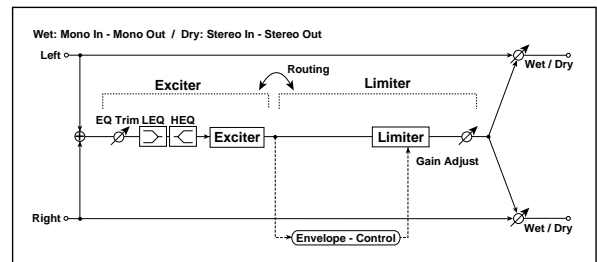 Wet: Mono In - Mono Out / Dry: Stereo In - Stereo Out
Left
Wet / Dry
Routing
Exciter
Limiter
EQ Trim LEQ HEQ
Exciter
Limiter
Gain Adjust
Right
Wet / Dry
Envelope - Control